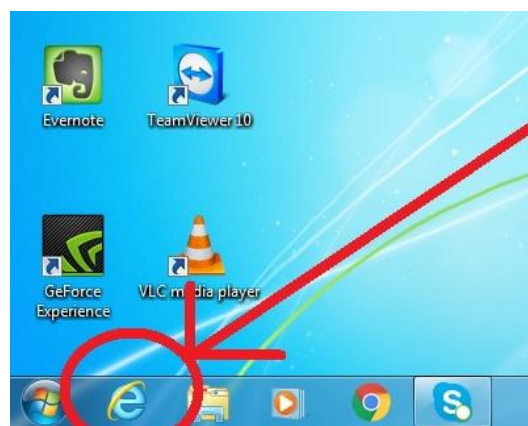 Evernote
TeamViewer 10
GeForce
Experience
VLC media player